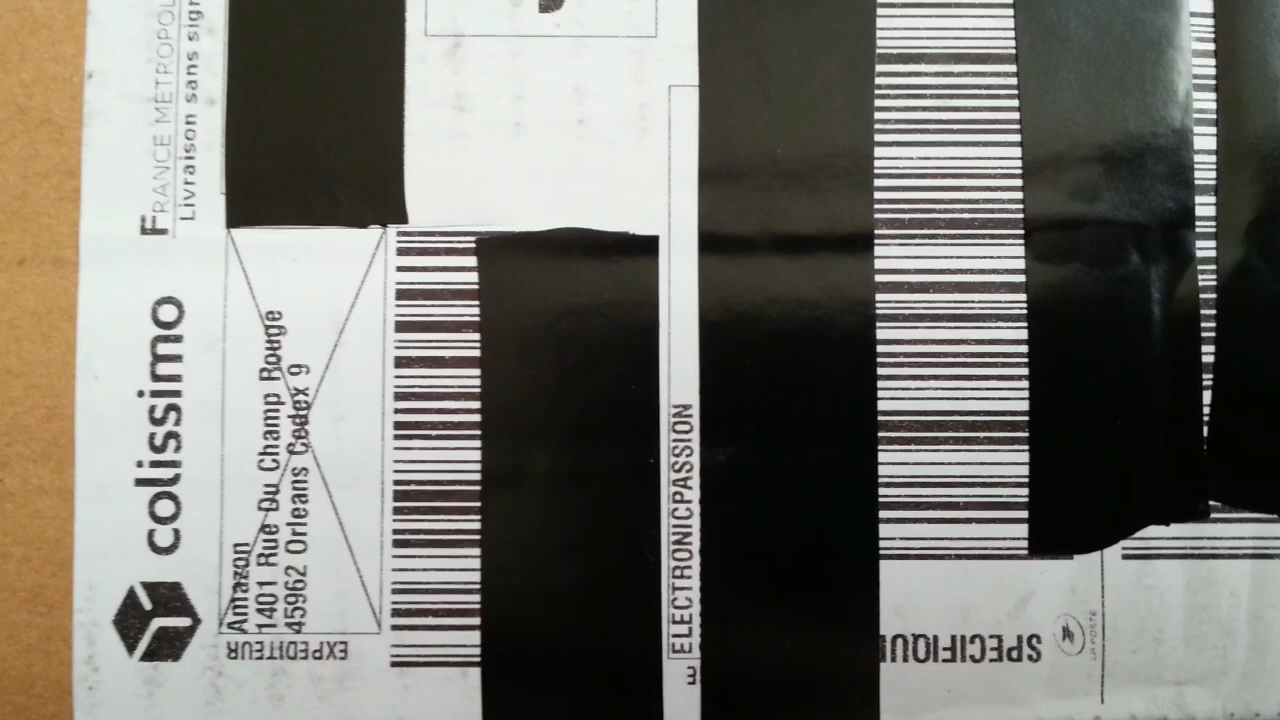 colissimo
FRANCE METROPOL
Livraison sans sign
EXPEDITEUR
Amazon
1401 Rue Du Champ Rouge
45962 Orleans Cedex 9
ELECTRONICPASSION
SPECIFIQU
LA POSTE